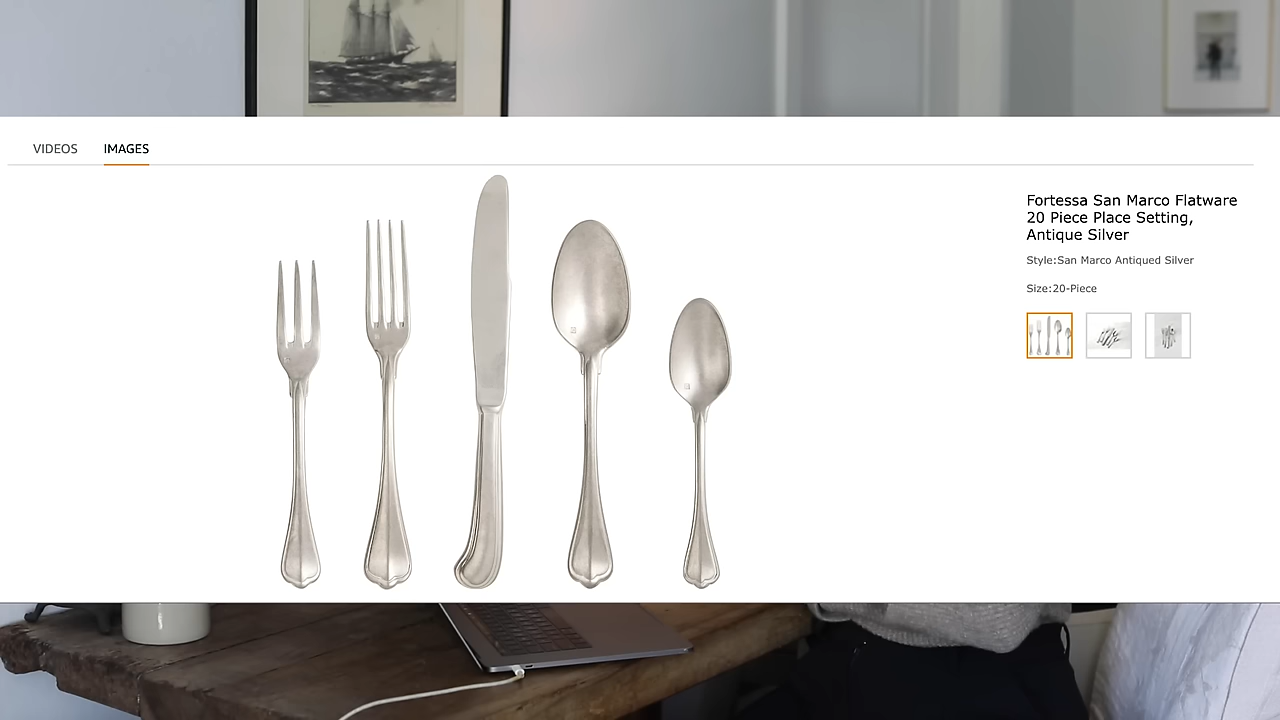 VIDEOS IMAGES
Fortessa San Marco Flatware
20 Piece Place Setting,
Antique Silver
Style:San Marco Antiqued Silver
Size:20-Piece